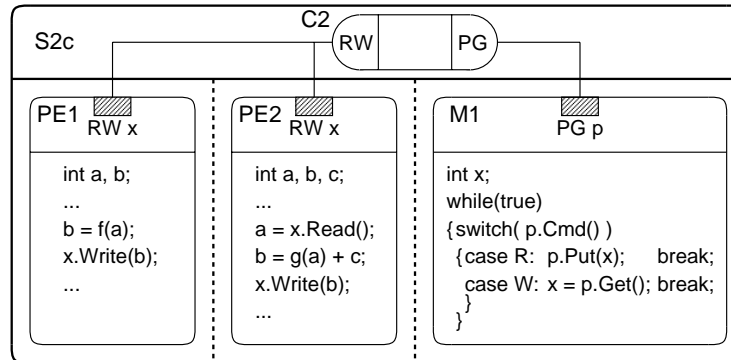 S2c
C2
RW
PG
PE1
RW x
int a, b;
...
b = f(a);
x.Write(b);
...
PE2
RW x
int a, b, c;
...
a = x.Read();
b = g(a) + c;
x.Write(b);
...
M1
PG p
int x;
while(true)
{switch( p.Cmd() )
{case R: p.Put(x); break;
case W: x = p.Get(); break;
}
}